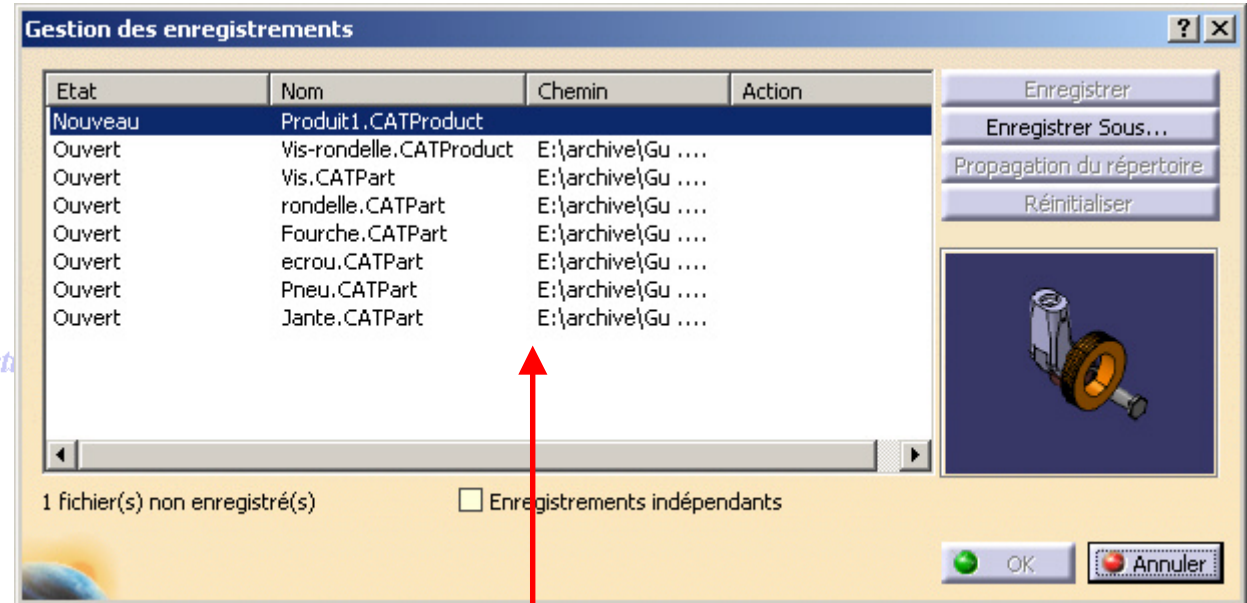 Gestion des enregistrements
Etat Nom Chemin Action
Nouveau Produit1.CATProduct
Ouvert Vis-rondelle.CATProduct E:\archive\Gu ....
Ouvert Vis.CATPart E:\archive\Gu ....
Ouvert rondelle.CATPart E:\archive\Gu ....
Ouvert Fourche.CATPart E:\archive\Gu ....
Ouvert ecrou.CATPart E:\archive\Gu ....
Ouvert Pneu.CATPart E:\archive\Gu ....
Ouvert Jante.CATPart E:\archive\Gu ....
Enregistrer
Enregistrer Sous...
Propagation du répertoire
Réinitialiser
1 fichier(s) non enregistré(s) Enregistrements indépendants
OK Annuler